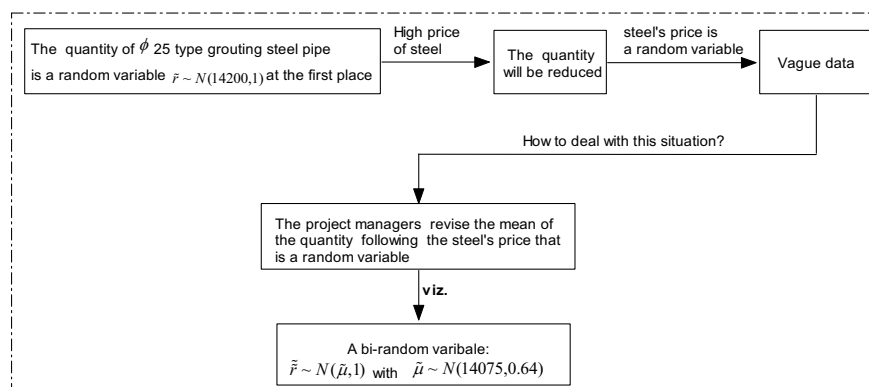 The quantity of ϕ 25 type grouting steel pipe
is a random variable r̃ ~ N(14200,1) at the first place
High price
of steel
The quantity
will be reduced
steel's price is
a random variable
Vague data
How to deal with this situation?
The project managers revise the mean of
the quantity following the steel's price that
is a random variable
viz.
A bi-random varibale:
r̃̃ ~ N(μ̃,1) with μ̃ ~ N(14075,0.64)